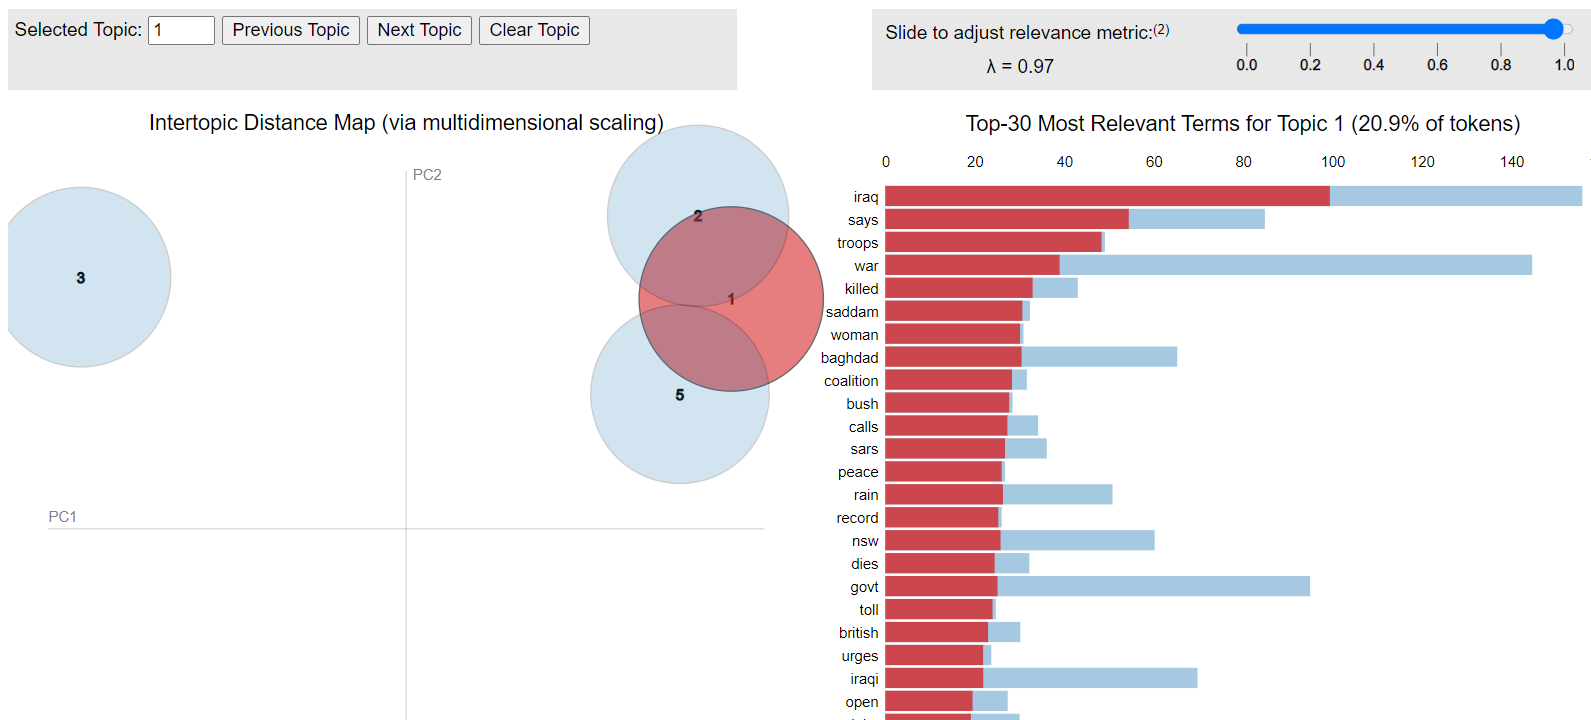 Selected Topic: 1 Previous Topic Next Topic Clear Topic
Slide to adjust relevance metric:(2)
λ = 0.97
0.0 0.2 0.4 0.6 0.8 1.0
Intertopic Distance Map (via multidimensional scaling)
PC2
PC1
2
3
1
5
Top-30 Most Relevant Terms for Topic 1 (20.9% of tokens)
0 20 40 60 80 100 120 140
iraq
says
troops
war
killed
saddam
woman
baghdad
coalition
bush
calls
sars
peace
rain
record
nsw
dies
govt
toll
british
urges
iraqi
open